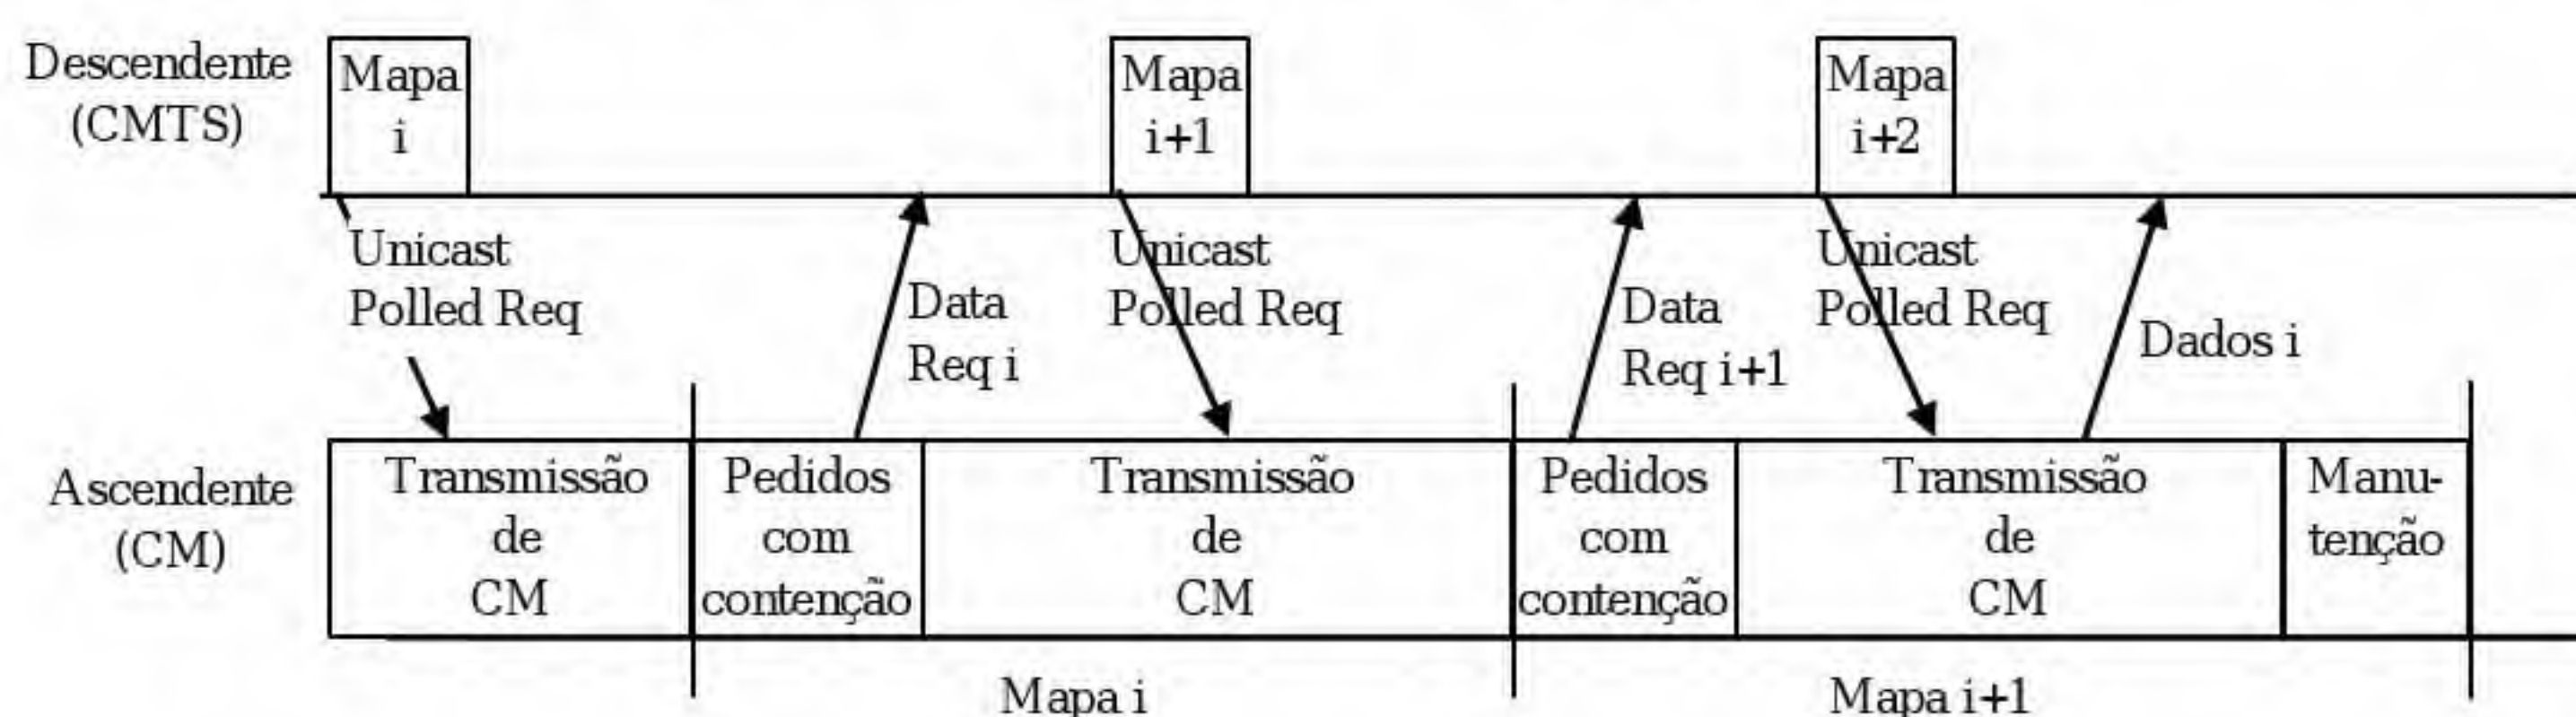 Descendente
(CMTS)
Mapa
i
Mapa
i+1
Mapa
i+2
Unicast
Polled Req
Data
Req i
Unicast
Polled Req
Data
Req i+1
Unicast
Polled Req
Dados i
Ascendente
(CM)
Transmissão
de
CM
Pedidos
com
contenção
Transmissão
de
CM
Pedidos
com
contenção
Transmissão
de
CM
Manu-
tenção
Mapa i
Mapa i+1